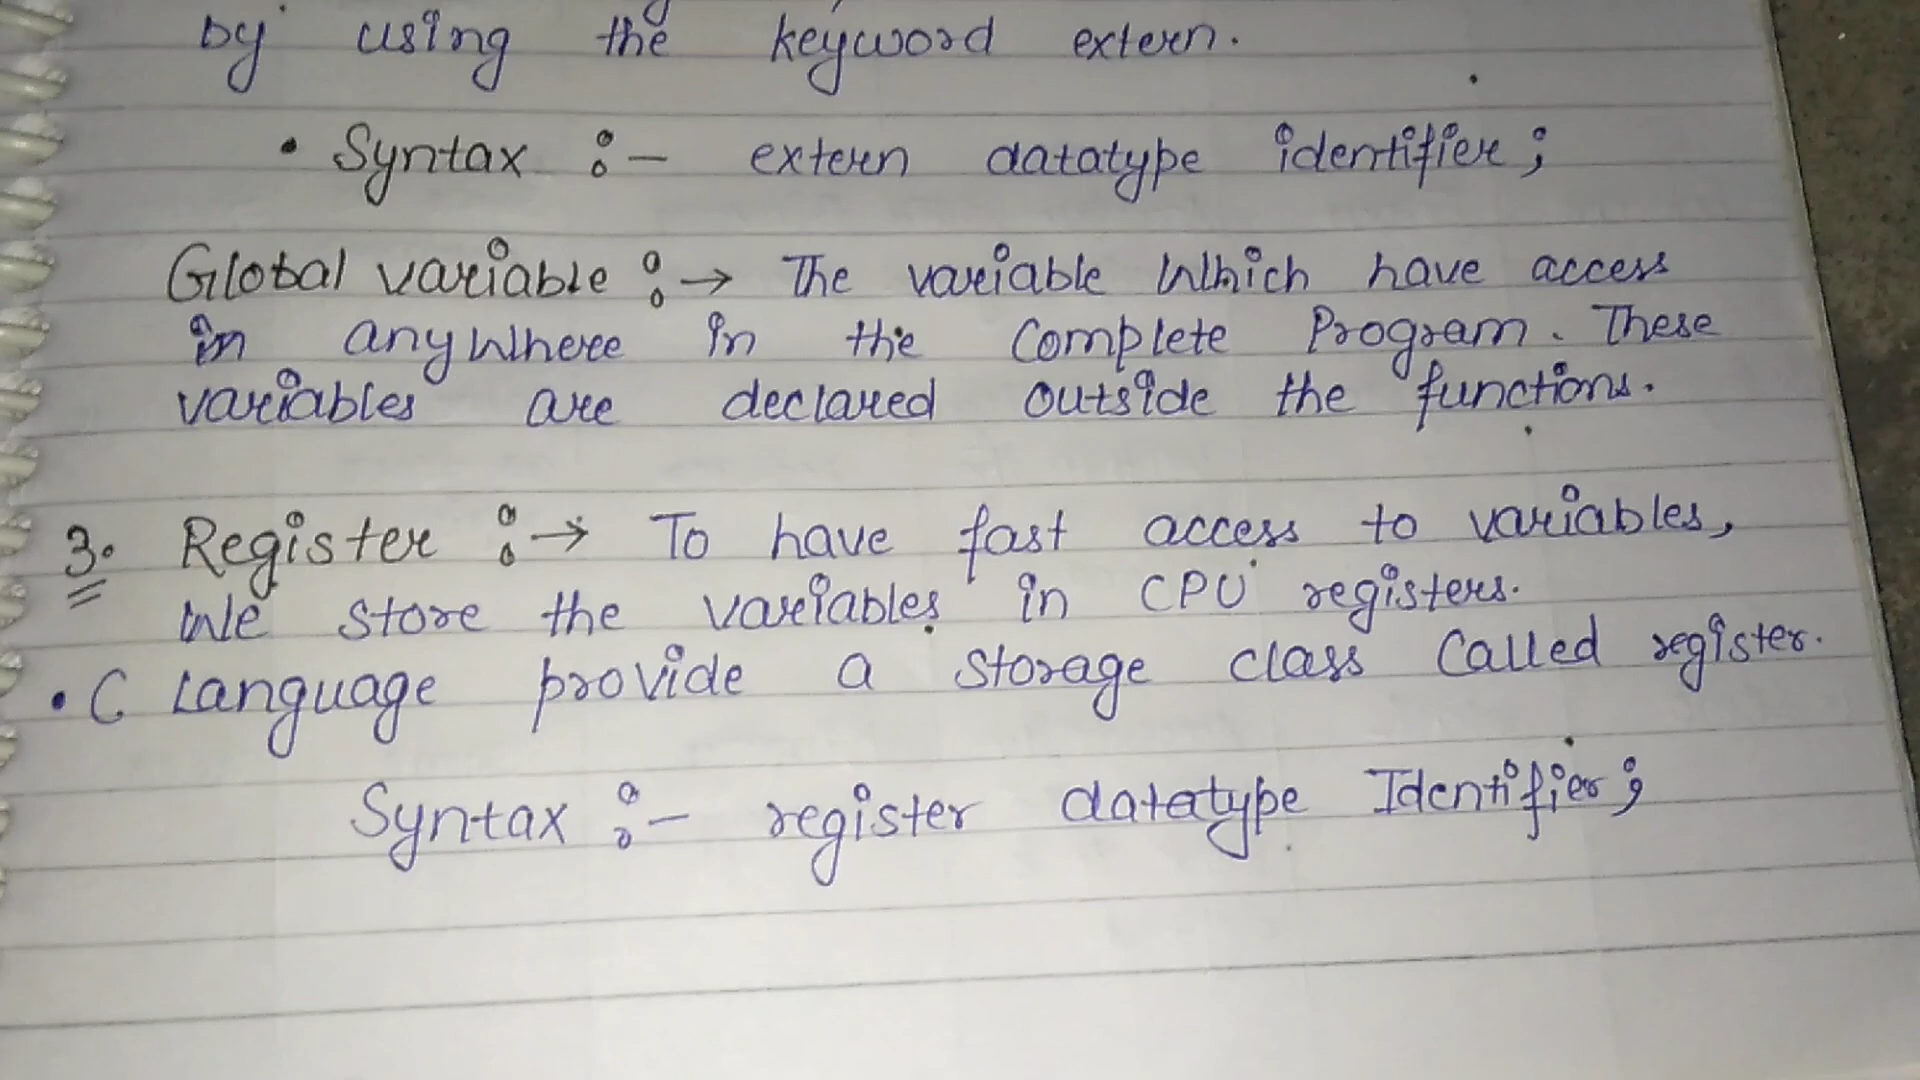 by using the keyword extern.
• Syntax :- extern datatype identifier;
Global variable :→ The variable which have access
in anywhere in the complete Program. These
variables are declared outside the functions.
3. Register :→ To have fast access to variables,
We store the variables in CPU registers.
• C Language provide a storage class called register.
Syntax :- register datatype Identifier;